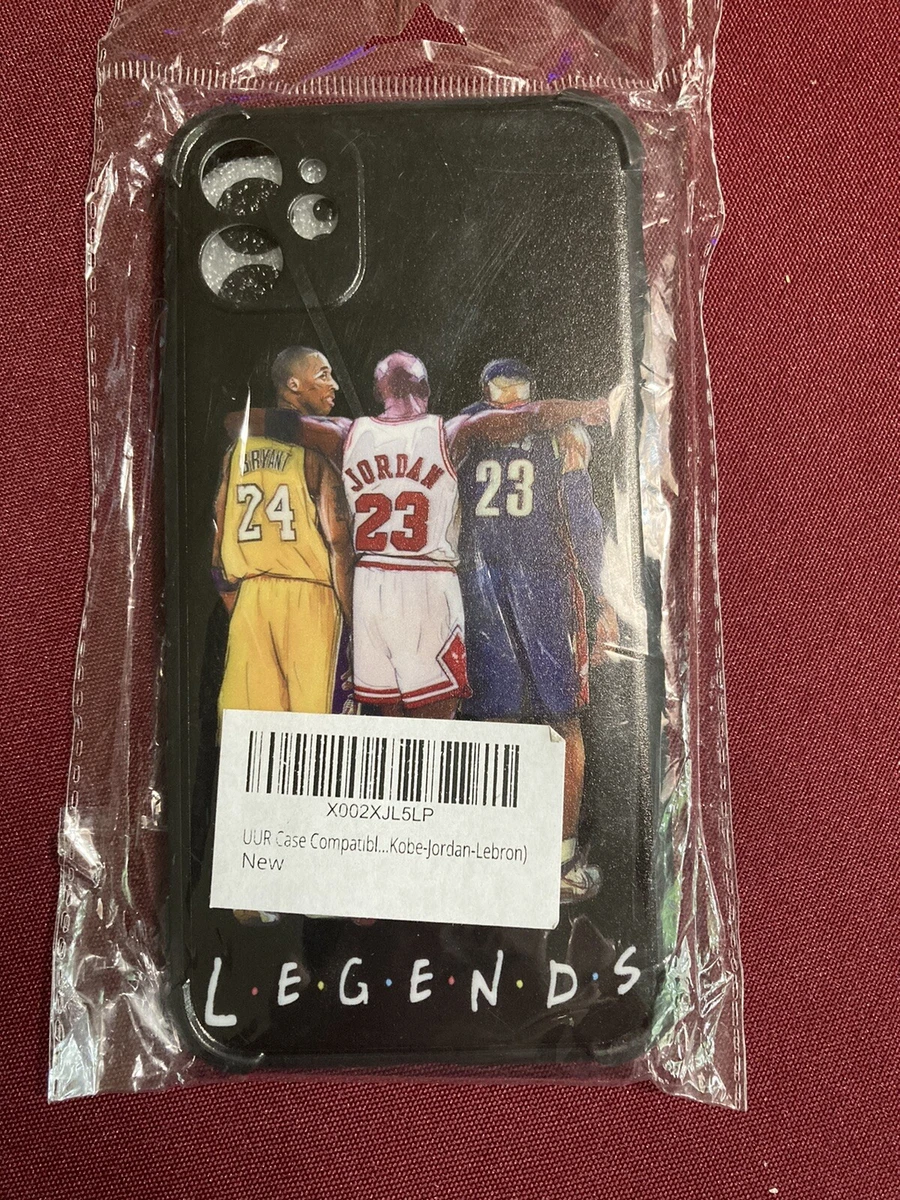 BRYANT
24
JORDAN
23
23
X002XJL5LP
UUR Case Compatibl...Kobe-Jordan-Lebron)
New
L·E·G·E·N·D·S